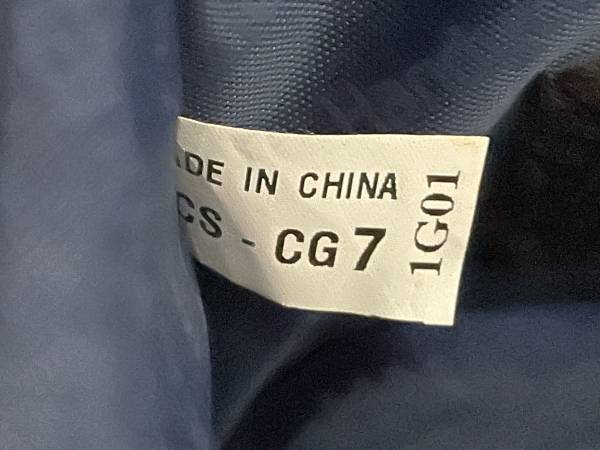 ADE IN CHINA
CS - CG7
1G01